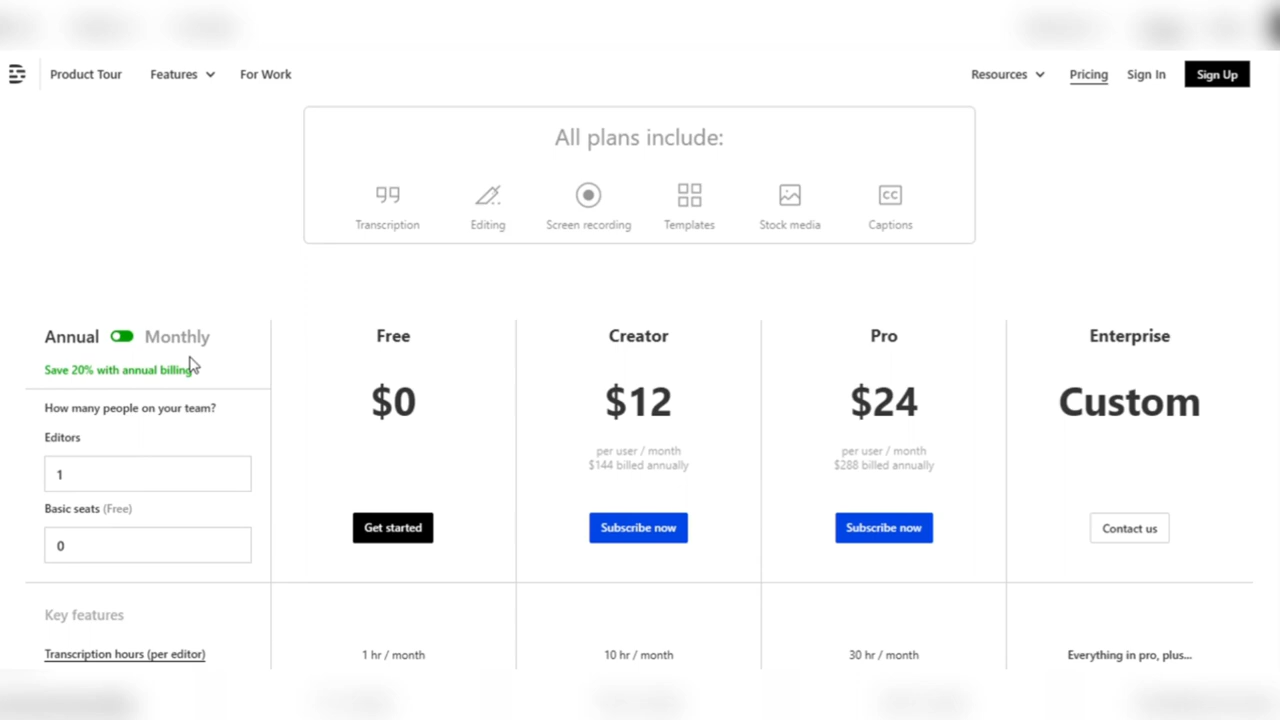 Product Tour
Features
For Work
Resources
Pricing
Sign In
Sign Up
All plans include:
Transcription
Editing
Screen recording
Templates
Stock media
CC
Captions
Annual
Monthly
Save 20% with annual billing
How many people on your team?
Editors
1
Basic seats (Free)
0
Free
$0
Get started
Creator
$12
per user / month
$144 billed annually
Subscribe now
Pro
$24
per user / month
$288 billed annually
Subscribe now
Enterprise
Custom
Contact us
Key features
Transcription hours (per editor)
1 hr / month
10 hr / month
30 hr / month
Everything in pro, plus...